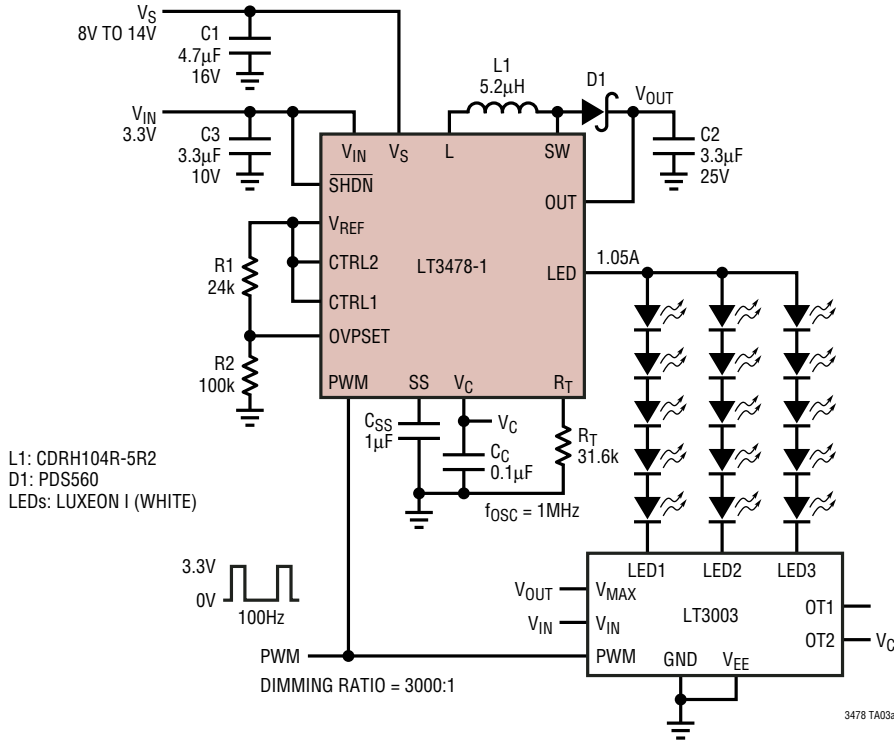 VS
8V TO 14V
C1
4.7µF
16V
L1
5.2µH
D1
VOUT
VIN
3.3V
C3
3.3µF
10V
C2
3.3µF
25V
VIN
VS
L
SW
SHDN
OUT
VREF
R1
24k
CTRL2
LT3478-1
LED
1.05A
CTRL1
OVPSET
R2
100k
PWM
SS
VC
RT
CSS
1µF
VC
CC
0.1µF
RT
31.6k
fOSC = 1MHz
L1: CDRH104R-5R2
D1: PDS560
LEDs: LUXEON I (WHITE)
3.3V
0V
100Hz
LED1
LED2
LED3
VOUT
VMAX
LT3003
OT1
VIN
VIN
OT2
VC
PWM
PWM
GND
VEE
DIMMING RATIO = 3000:1
3478 TA03a